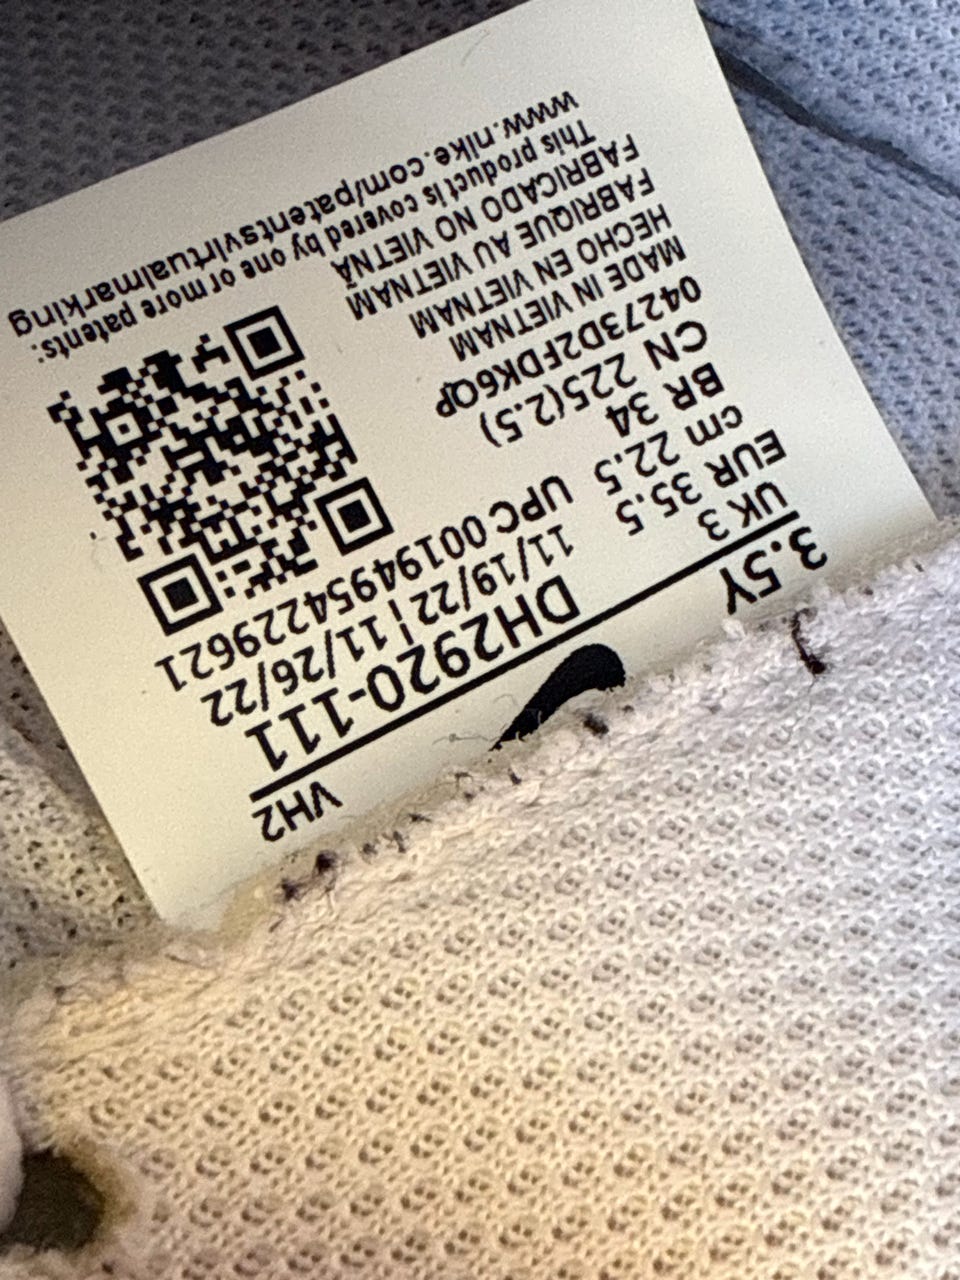 3.5Y
UK 3
EUR 35.5
cm 22.5
BR 34
CN 225(2.5)
04273D2FDK6QP
MADE IN VIETNAM
HECHO EN VIETNAM
FABRIQUE AU VIETNAM
FABRICADO NO VIETNÃ
VH2
DH2920-111
11/19/22 | 11/26/22
UPC 00194954229621
This product is covered by one or more patents:
www.nike.com/patentsvirtualmarking